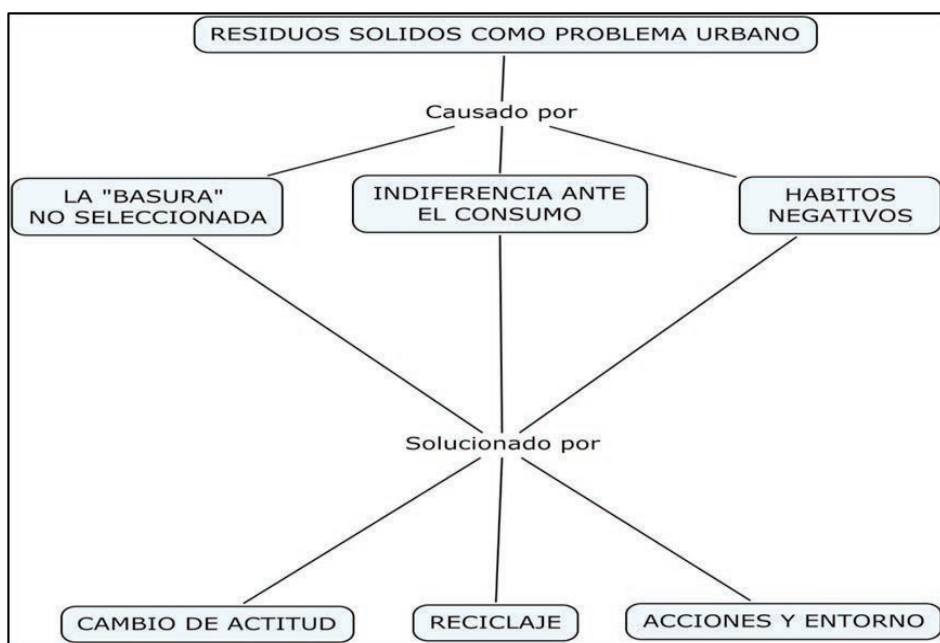 RESIDUOS SOLIDOS COMO PROBLEMA URBANO
Causado por
LA "BASURA"
NO SELECCIONADA
INDIFERENCIA ANTE
EL CONSUMO
HABITOS
NEGATIVOS
Solucionado por
CAMBIO DE ACTITUD
RECICLAJE
ACCIONES Y ENTORNO